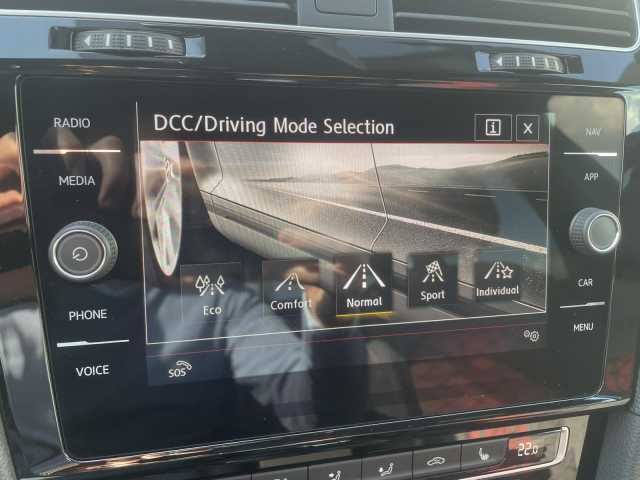 RADIO
MEDIA
PHONE
VOICE
DCC/Driving Mode Selection
i X
Eco Comfort Normal Sport Individual
SOS
NAV
APP
CAR
MENU
22.0